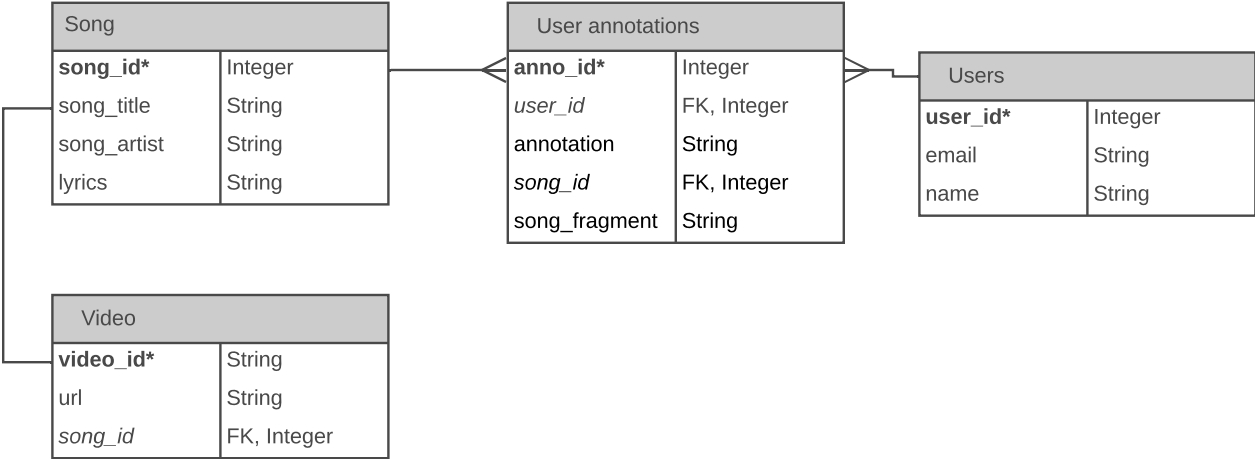 Song
song_id* Integer
song_title String
song_artist String
lyrics String
User annotations
anno_id* Integer
user_id FK, Integer
annotation String
song_id FK, Integer
song_fragment String
Users
user_id* Integer
email String
name String
Video
video_id* String
url String
song_id FK, Integer